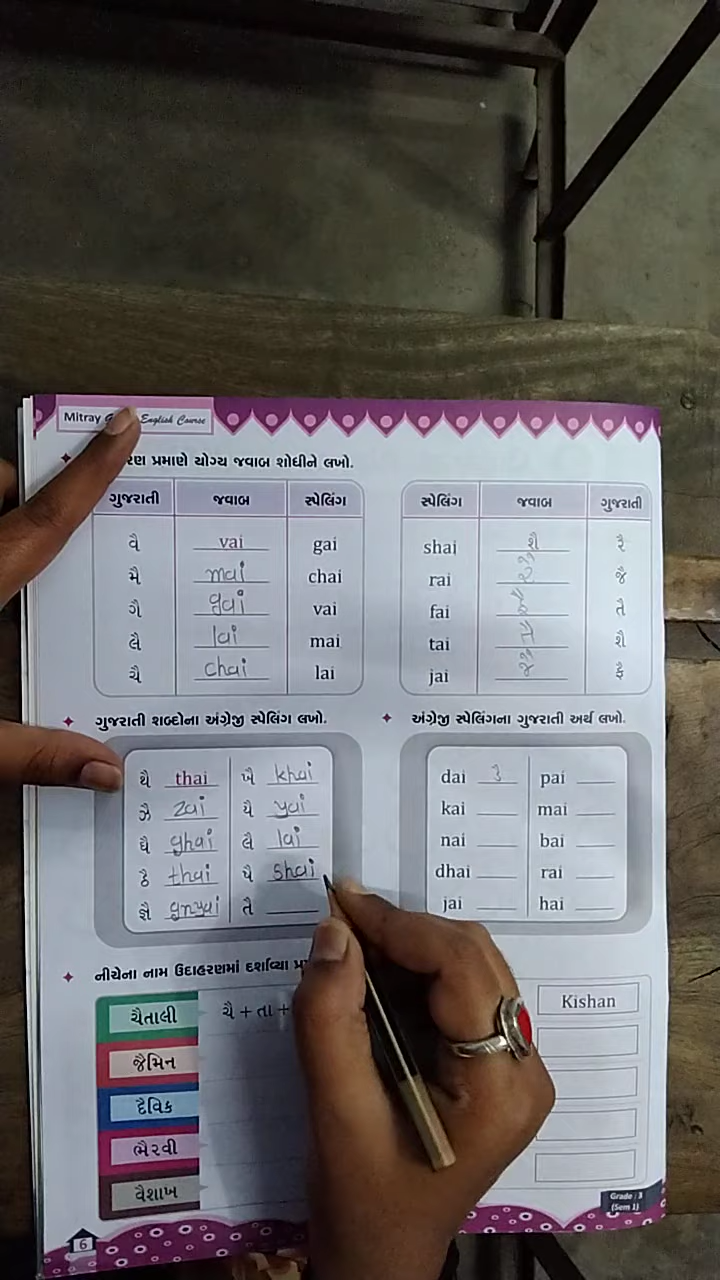 Mitray English Course
પ્રમાણે યોગ્ય જવાબ શોધીને લખો.
ગુજરાતી જવાબ સ્પેલિંગ
વૈ vai gai
મૈ mai chai
ગૈ gai vai
લૈ lai mai
ચૈ chai lai
સ્પેલિંગ જવાબ ગુજરાતી
shai શૈ રૈ
rai રૈ જૈ
fai ફૈ તૈ
tai તૈ શૈ
jai જૈ ફૈ
ગુજરાતી શબ્દોના અંગ્રેજી સ્પેલિંગ લખો.
થૈ thai ખૈ khai
ઝૈ zai યૈ yai
ઘૈ ghai લૈ lai
ઠૈ thai ષૈ shai
જ્ઞૈ gnyai તૈ
અંગ્રેજી સ્પેલિંગના ગુજરાતી અર્થ લખો.
dai pai
kai mai
nai bai
dhai rai
jai hai
નીચેના નામ ઉદાહરણમાં દર્શાવ્યા
ચૈતાલી ચૈ + તા + Kishan
જૈમિન
દૈવિક
ભૈરવી
વૈશાખ
Grade : 3
(Sem 1)
6